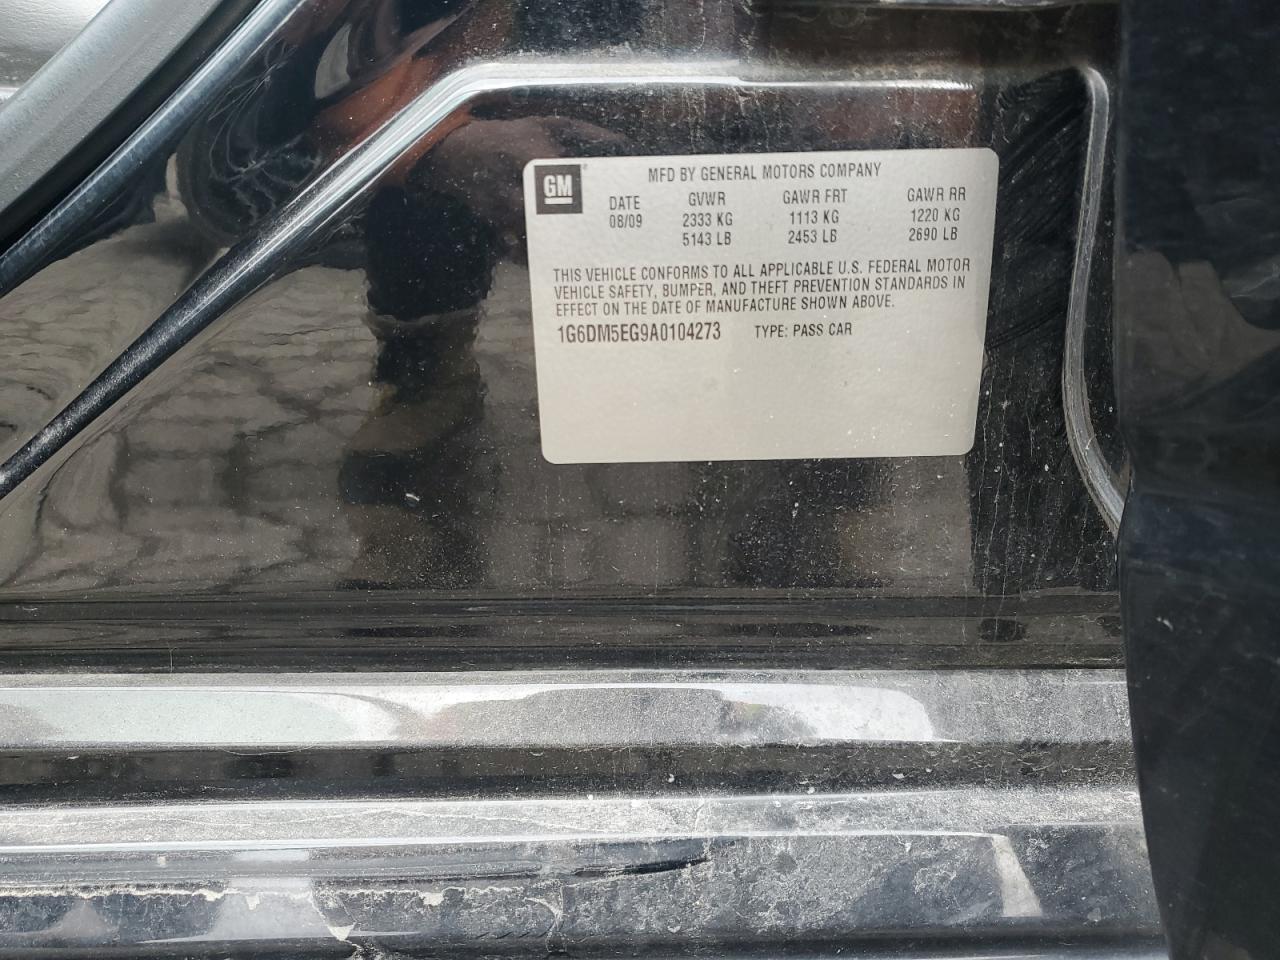 GM
MFD BY GENERAL MOTORS COMPANY
DATE GVWR GAWR FRT GAWR RR
08/09 2333 KG 1113 KG 1220 KG
5143 LB 2453 LB 2690 LB
THIS VEHICLE CONFORMS TO ALL APPLICABLE U.S. FEDERAL MOTOR
VEHICLE SAFETY, BUMPER, AND THEFT PREVENTION STANDARDS IN
EFFECT ON THE DATE OF MANUFACTURE SHOWN ABOVE.
1G6DM5EG9A0104273 TYPE: PASS CAR